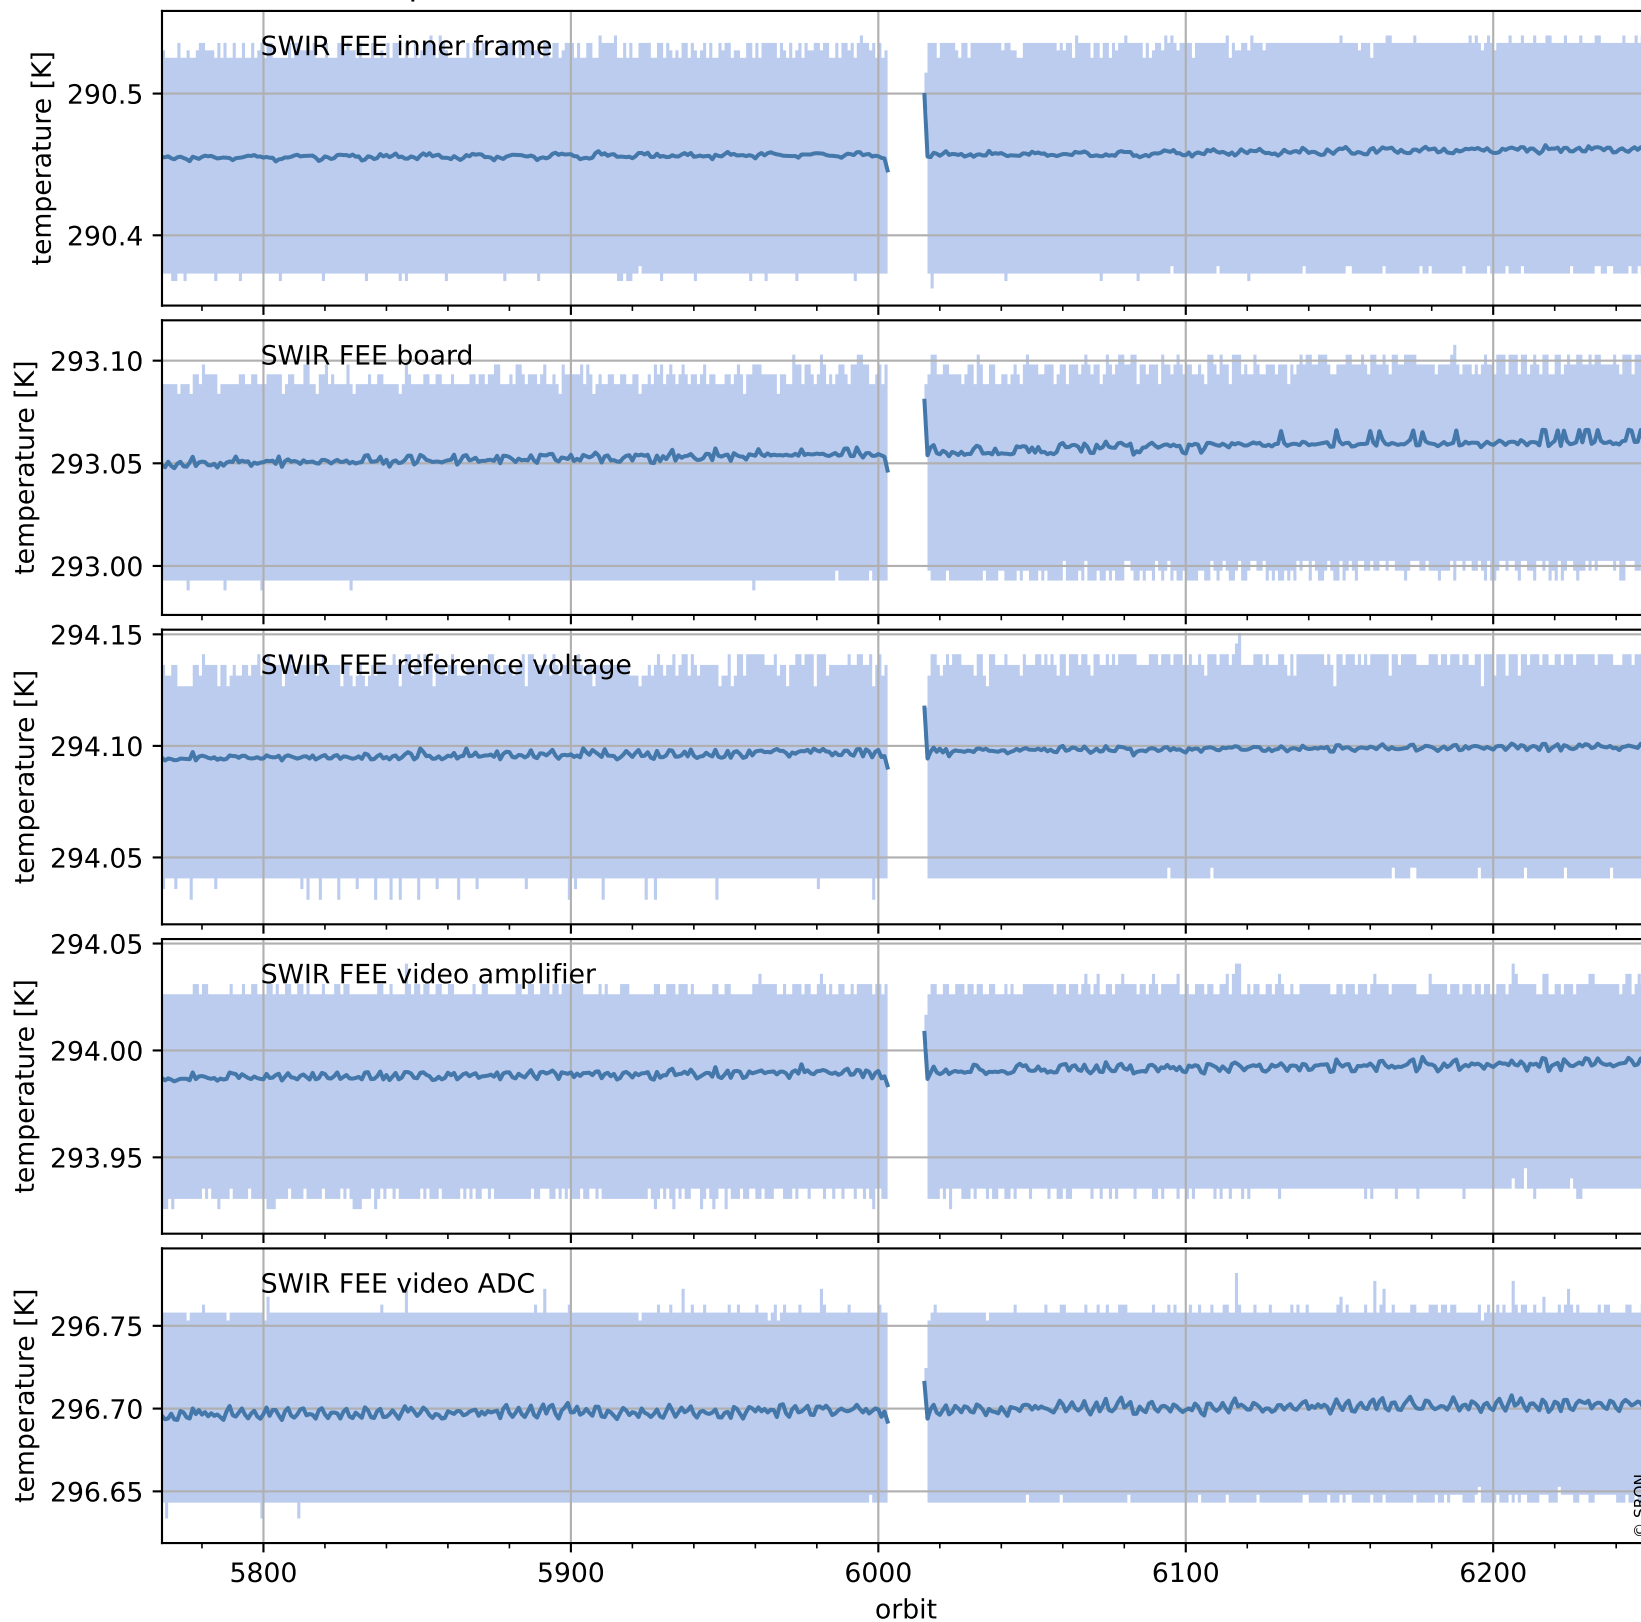 SWIR FEE inner frame
temperature [K]
290.5
290.4
SWIR FEE board
temperature [K]
293.10
293.05
293.00
SWIR FEE reference voltage
temperature [K]
294.15
294.10
294.05
SWIR FEE video amplifier
temperature [K]
294.05
294.00
293.95
SWIR FEE video ADC
temperature [K]
296.75
296.70
296.65
© SRON
5800 5900 6000 6100 6200
orbit